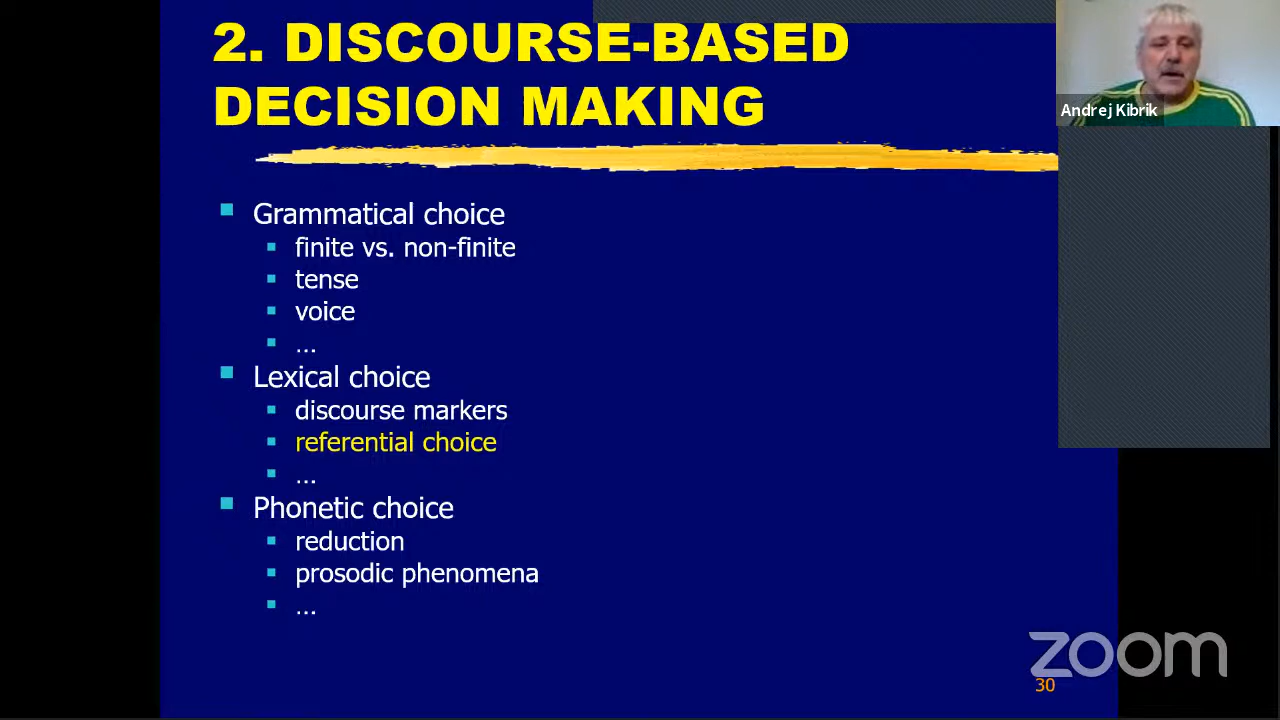 2. DISCOURSE-BASED
DECISION MAKING
Andrej Kibrik
Grammatical choice
finite vs. non-finite
tense
voice
...
Lexical choice
discourse markers
referential choice
...
Phonetic choice
reduction
prosodic phenomena
...
zoom
30